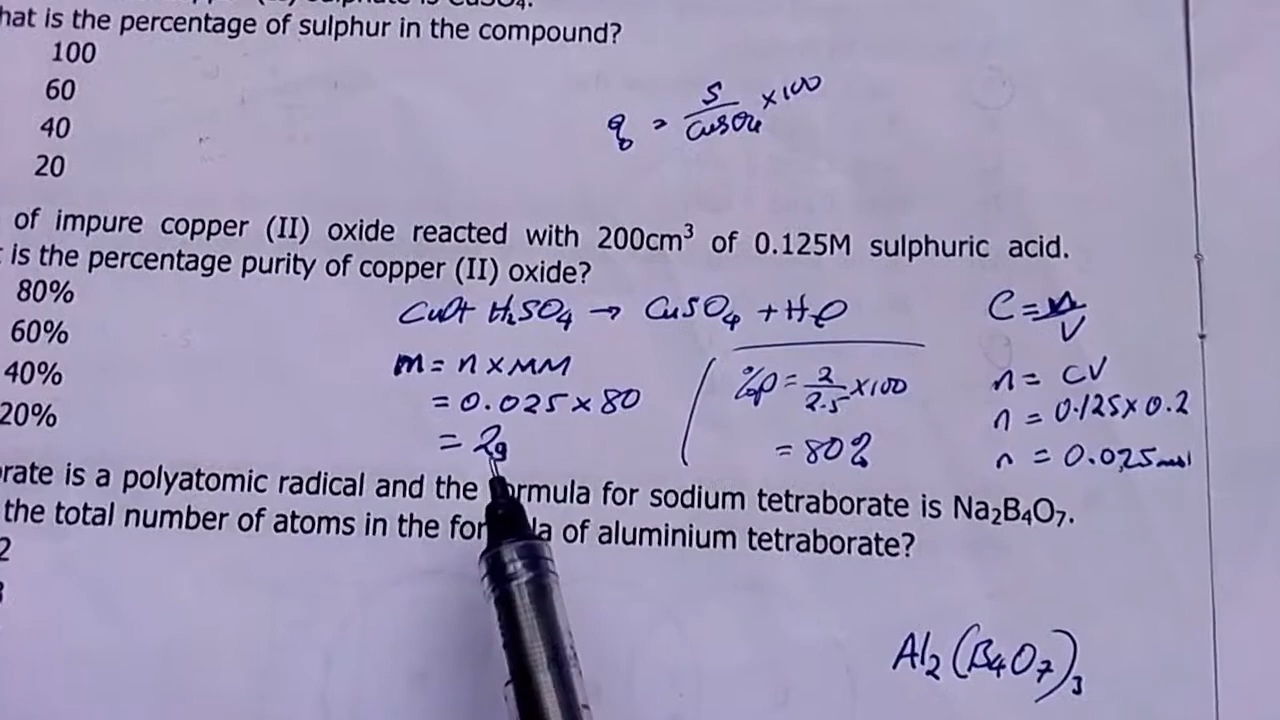 hat is the percentage of sulphur in the compound?
100
60
40
20
% = S/CuSO4 ×100
of impure copper (II) oxide reacted with 200cm³ of 0.125M sulphuric acid.
is the percentage purity of copper (II) oxide?
80%
60%
40%
20%
CuO+ H₂SO₄ → CuSO₄ + H₂O
m = n × MM
= 0.025 × 80
= 2g
%p = 2/2.5 ×100
= 80%
C = n/V
n = CV
n = 0.125 × 0.2
n = 0.025 mol
rate is a polyatomic radical and the formula for sodium tetraborate is Na₂B₄O₇.
the total number of atoms in the for la of aluminium tetraborate?
2
Al₂(B₄O₇)₃